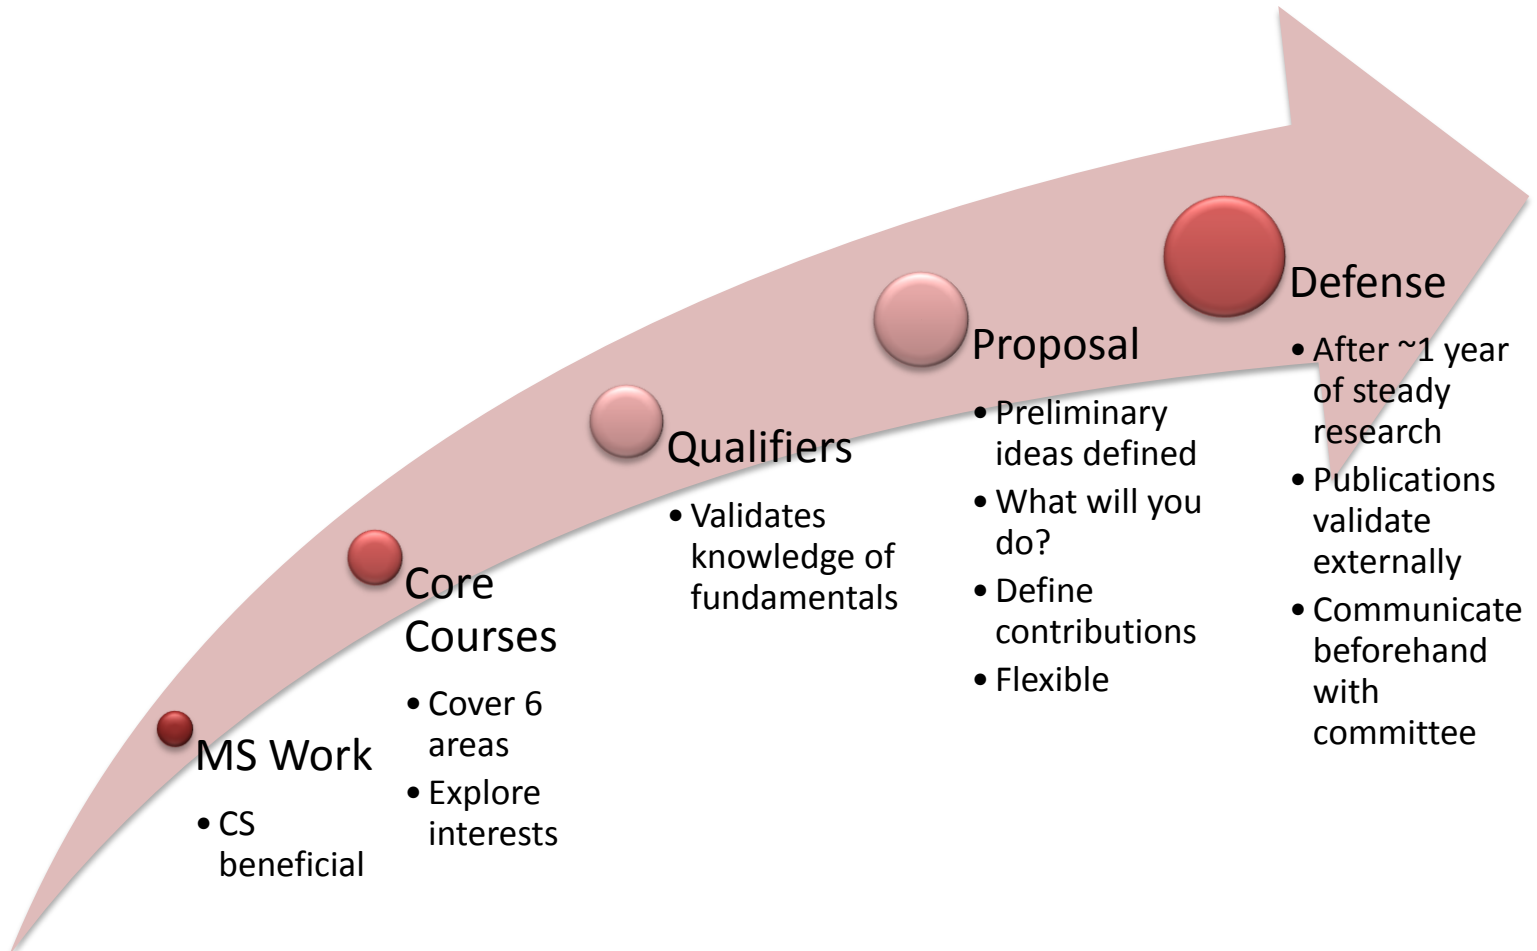 MS Work
• CS
beneficial
Core
Courses
• Cover 6
areas
• Explore
interests
Qualifiers
• Validates
knowledge of
fundamentals
Proposal
• Preliminary
ideas defined
• What will you
do?
• Define
contributions
• Flexible
Defense
• After ~1 year
of steady
research
• Publications
validate
externally
• Communicate
beforehand
with
committee